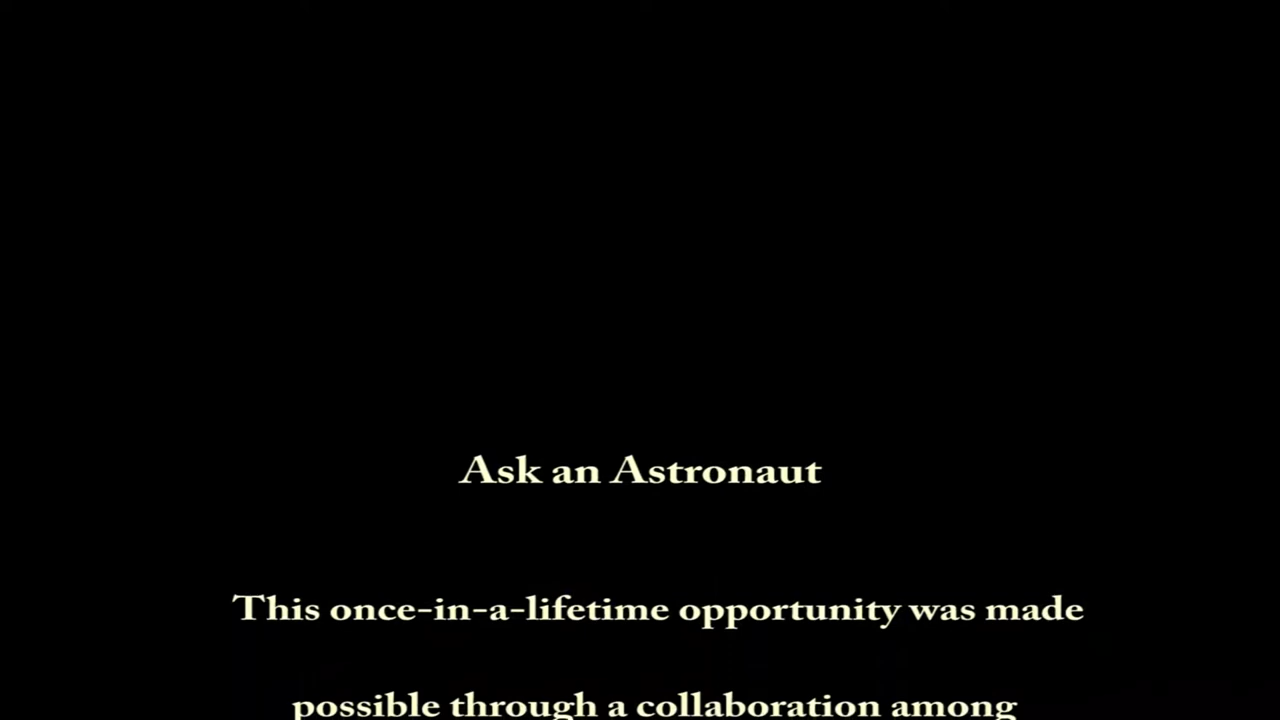 Ask an Astronaut
This once-in-a-lifetime opportunity was made
possible through a collaboration among